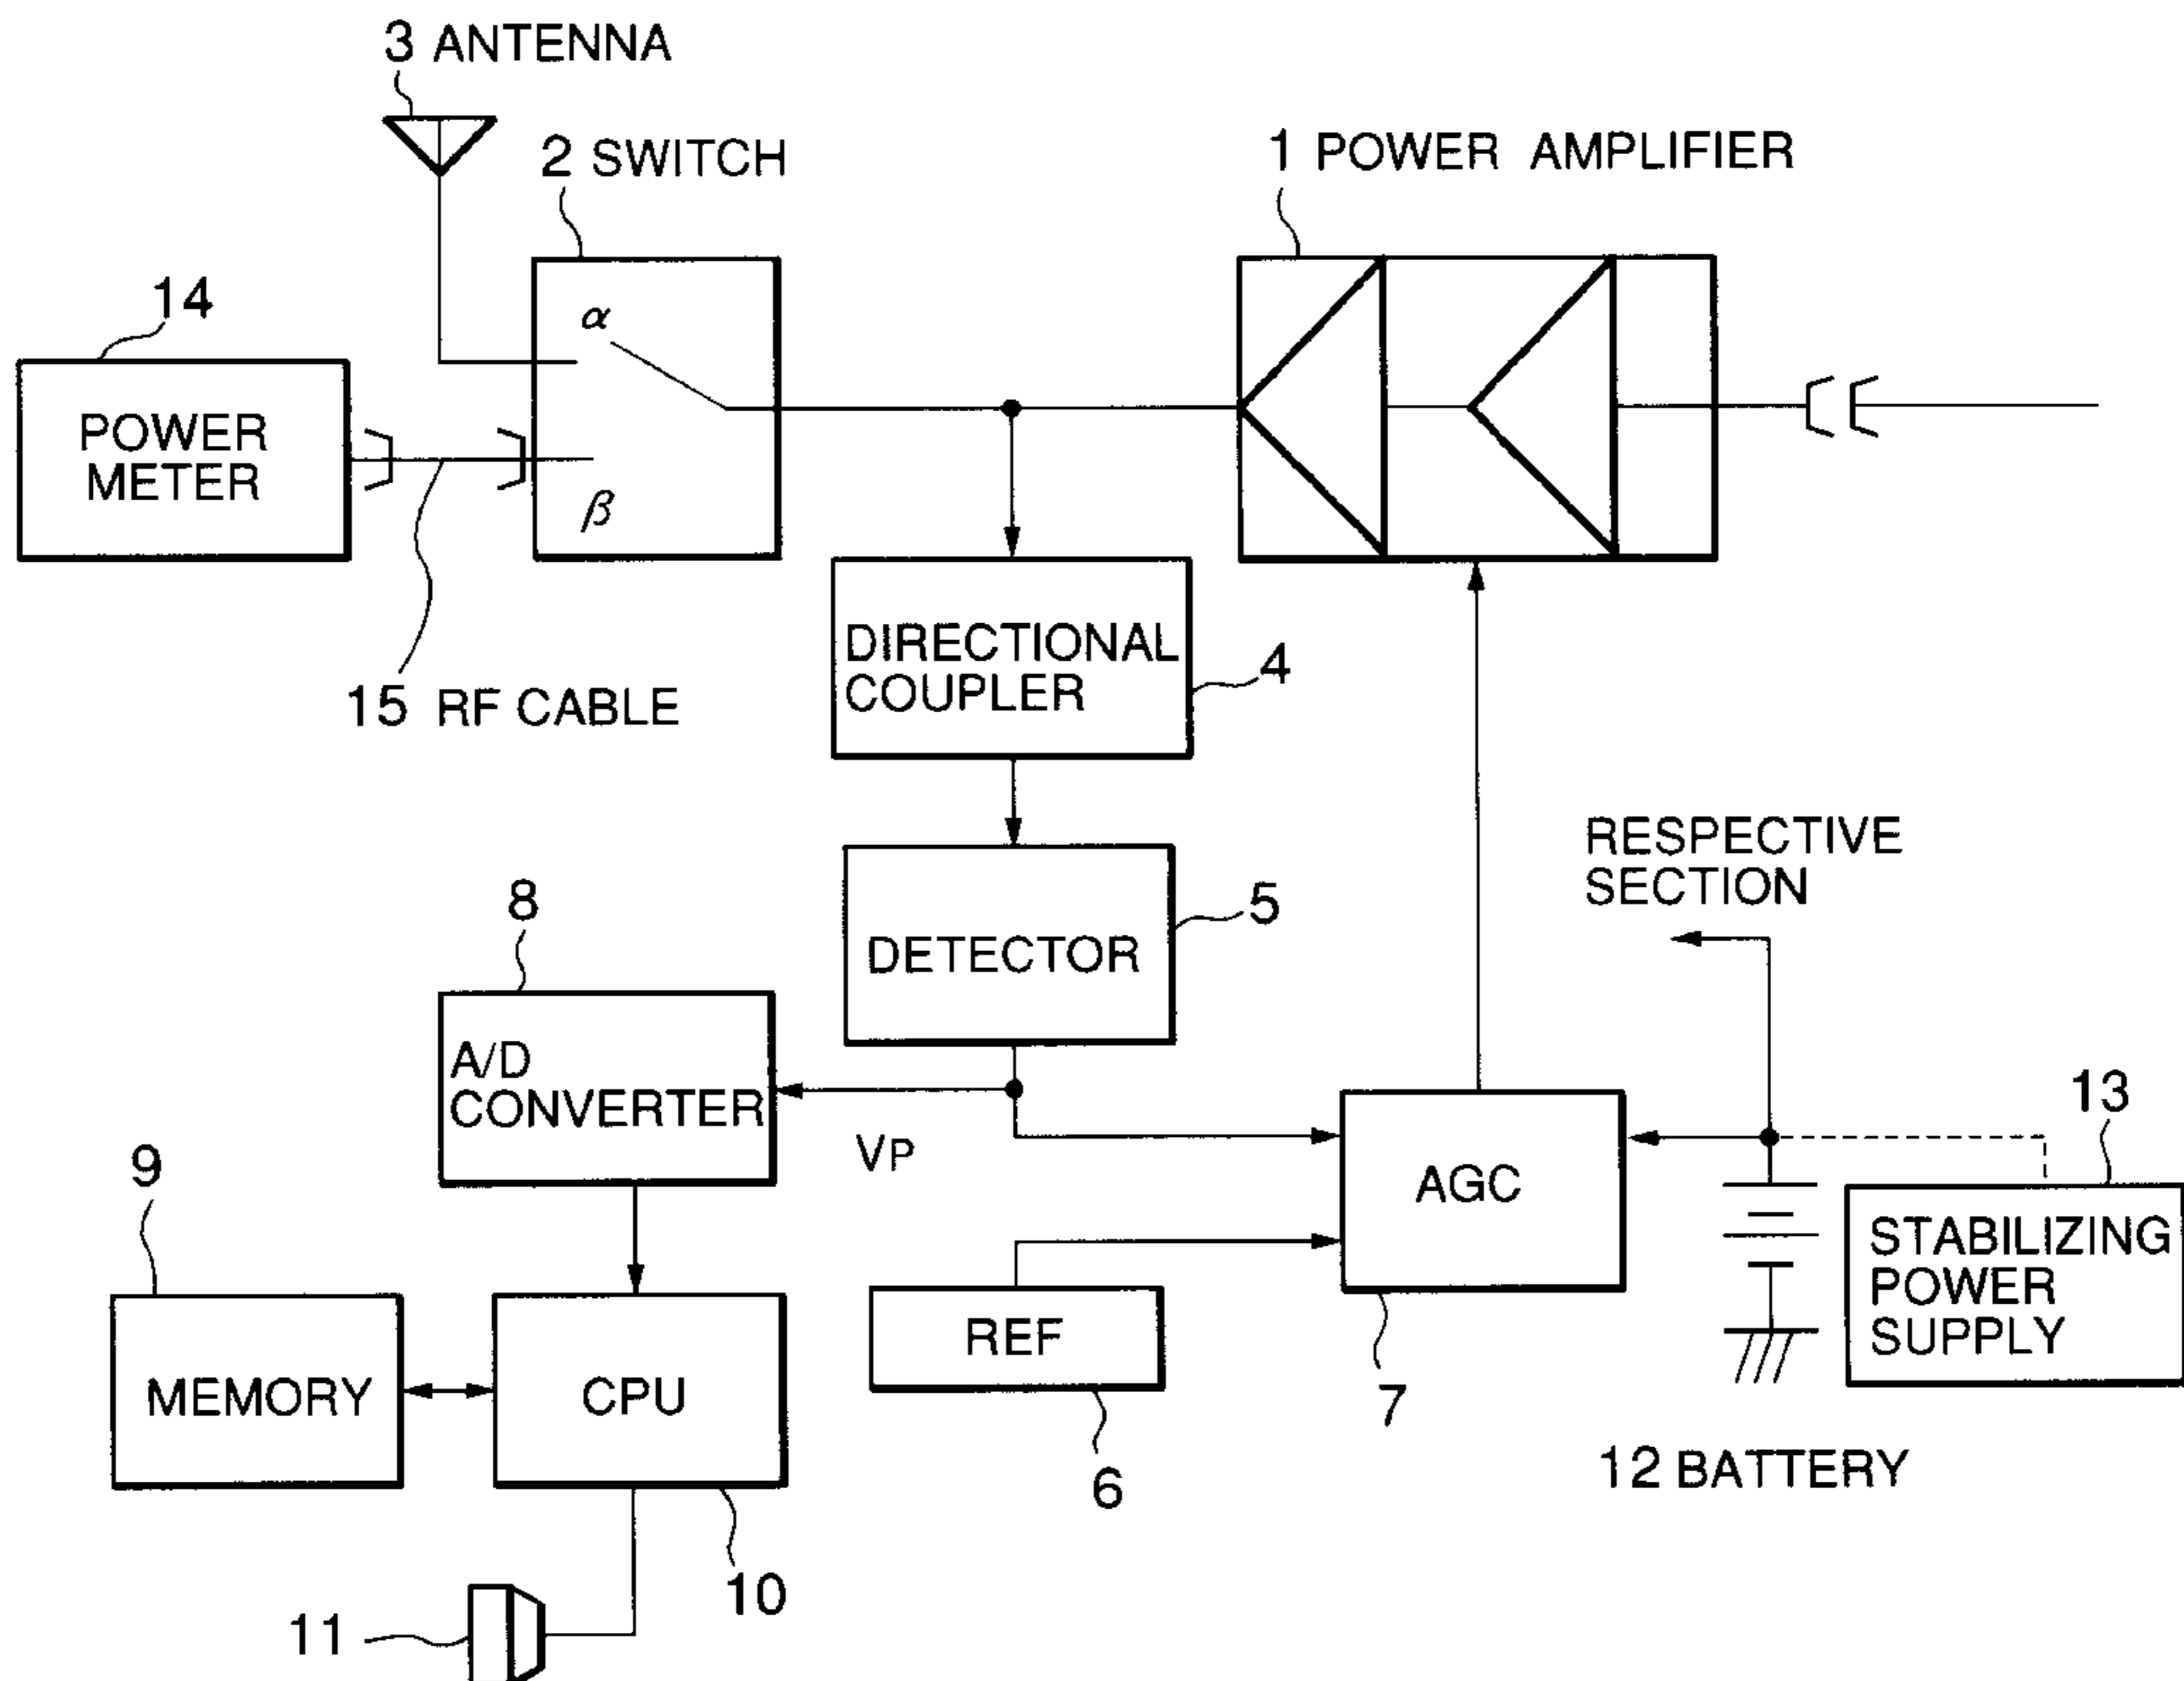 3 ANTENNA
2 SWITCH
1 POWER AMPLIFIER
14
α
POWER
METER
β
DIRECTIONAL
COUPLER
4
15 RF CABLE
RESPECTIVE
SECTION
8
5
DETECTOR
A/D
CONVERTER
13
VP
9
AGC
STABILIZING
POWER
SUPPLY
REF
MEMORY
CPU
7
12 BATTERY
6
10
11